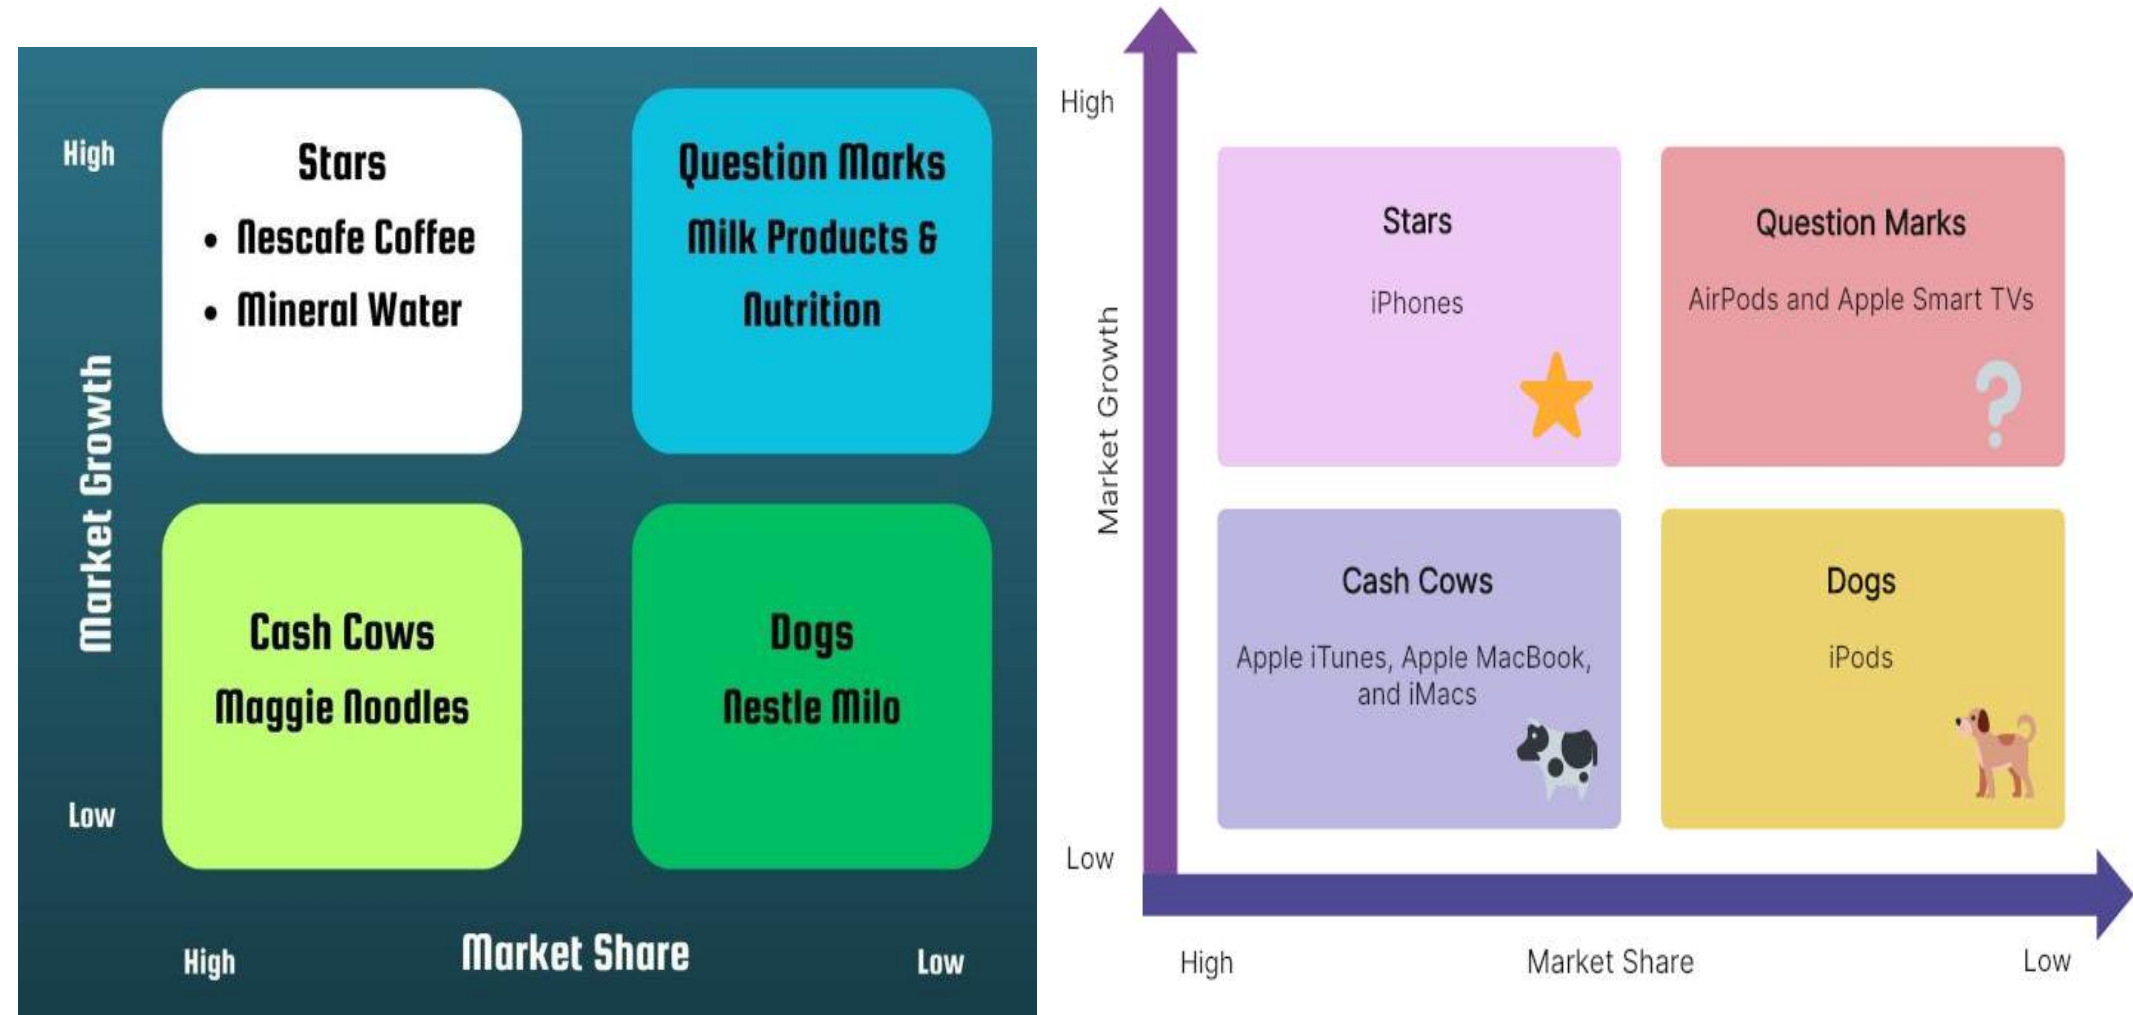 High
Stars
• Nescafe Coffee
• Mineral Water
Question Marks
Milk Products &
Nutrition
Market Growth
Cash Cows
Maggie Noodles
Dogs
Nestle Milo
Low
High
Market Share
Low
High
Stars
iPhones
Question Marks
AirPods and Apple Smart TVs
?
Market Growth
Cash Cows
Apple iTunes, Apple MacBook,
and iMacs
Dogs
iPods
Low
High
Market Share
Low